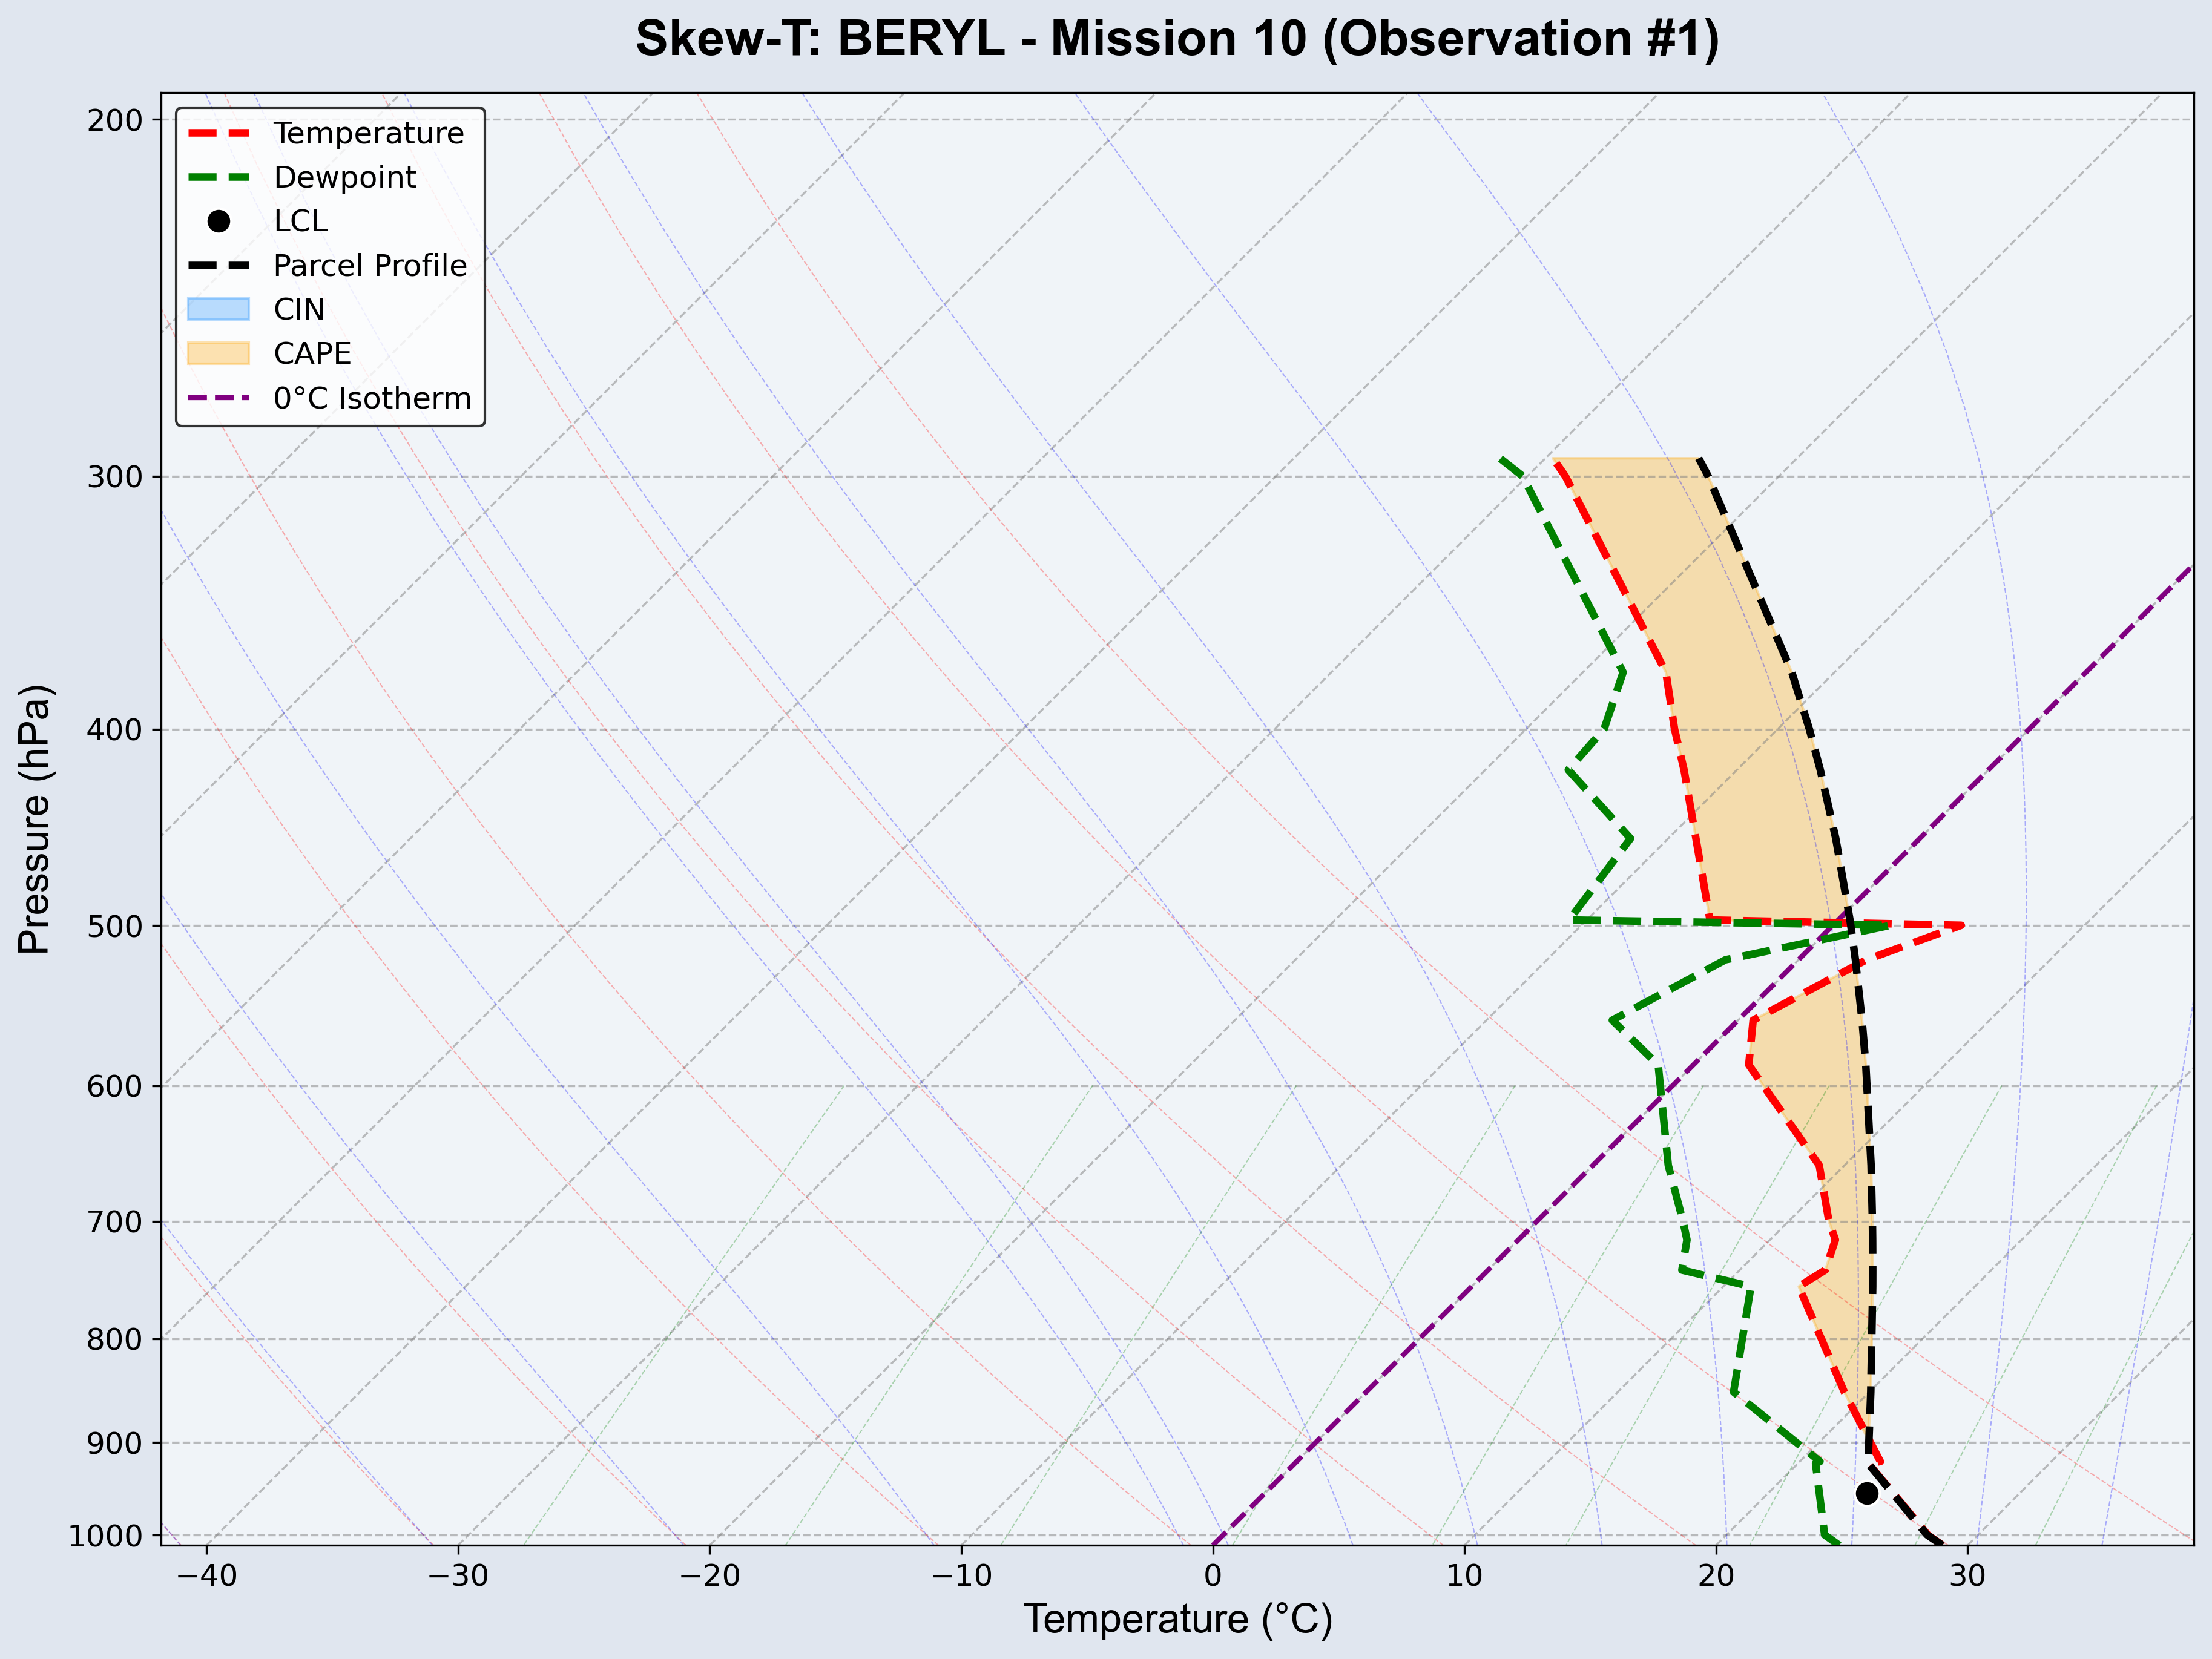 Skew-T: BERYL - Mission 10 (Observation #1)
Temperature
Dewpoint
LCL
Parcel Profile
CIN
CAPE
0°C Isotherm
Pressure (hPa)
200
300
400
500
600
700
800
900
1000
−40 −30 −20 −10 0 10 20 30
Temperature (°C)